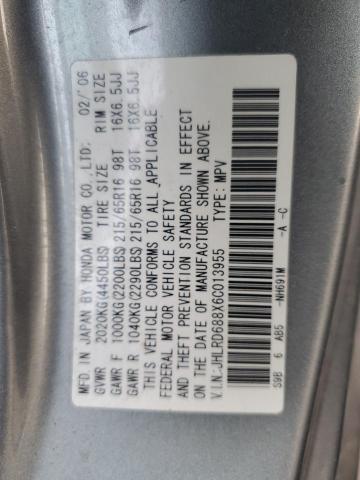 MFD. IN JAPAN BY HONDA MOTOR CO., LTD. 02/'06
GVWR 2020KG(4450LBS) TIRE SIZE RIM SIZE
GAWR F 1000KG(2200LBS) 215/65R16 98T 16X6.5JJ
GAWR R 1040KG(2290LBS) 215/65R16 98T 16X6.5JJ
THIS VEHICLE CONFORMS TO ALL APPLICABLE
FEDERAL MOTOR VEHICLE SAFETY
AND THEFT PREVENTION STANDARDS IN EFFECT
ON THE DATE OF MANUFACTURE SHOWN ABOVE.
V.I.N.:JHLRD688X6C013955 TYPE: MPV
S9B 6 AB5 -NH691M -A -C